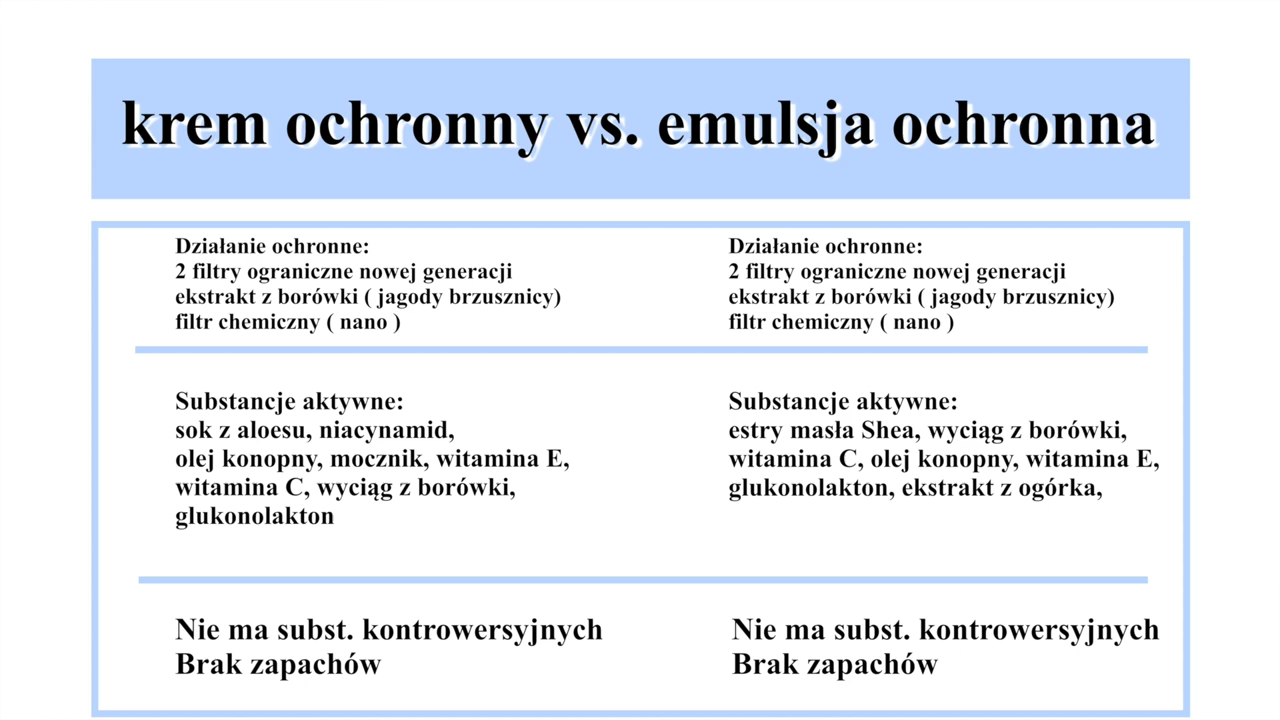 krem ochronny vs. emulsja ochronna
Działanie ochronne:
2 filtry ograniczne nowej generacji
ekstrakt z borówki ( jagody brzusznicy)
filtr chemiczny ( nano )
Działanie ochronne:
2 filtry ograniczne nowej generacji
ekstrakt z borówki ( jagody brzusznicy)
filtr chemiczny ( nano )
Substancje aktywne:
sok z aloesu, niacynamid,
olej konopny, mocznik, witamina E,
witamina C, wyciąg z borówki,
glukonolakton
Substancje aktywne:
estry masła Shea, wyciąg z borówki,
witamina C, olej konopny, witamina E,
glukonolakton, ekstrakt z ogórka,
Nie ma subst. kontrowersyjnych
Brak zapachów
Nie ma subst. kontrowersyjnych
Brak zapachów